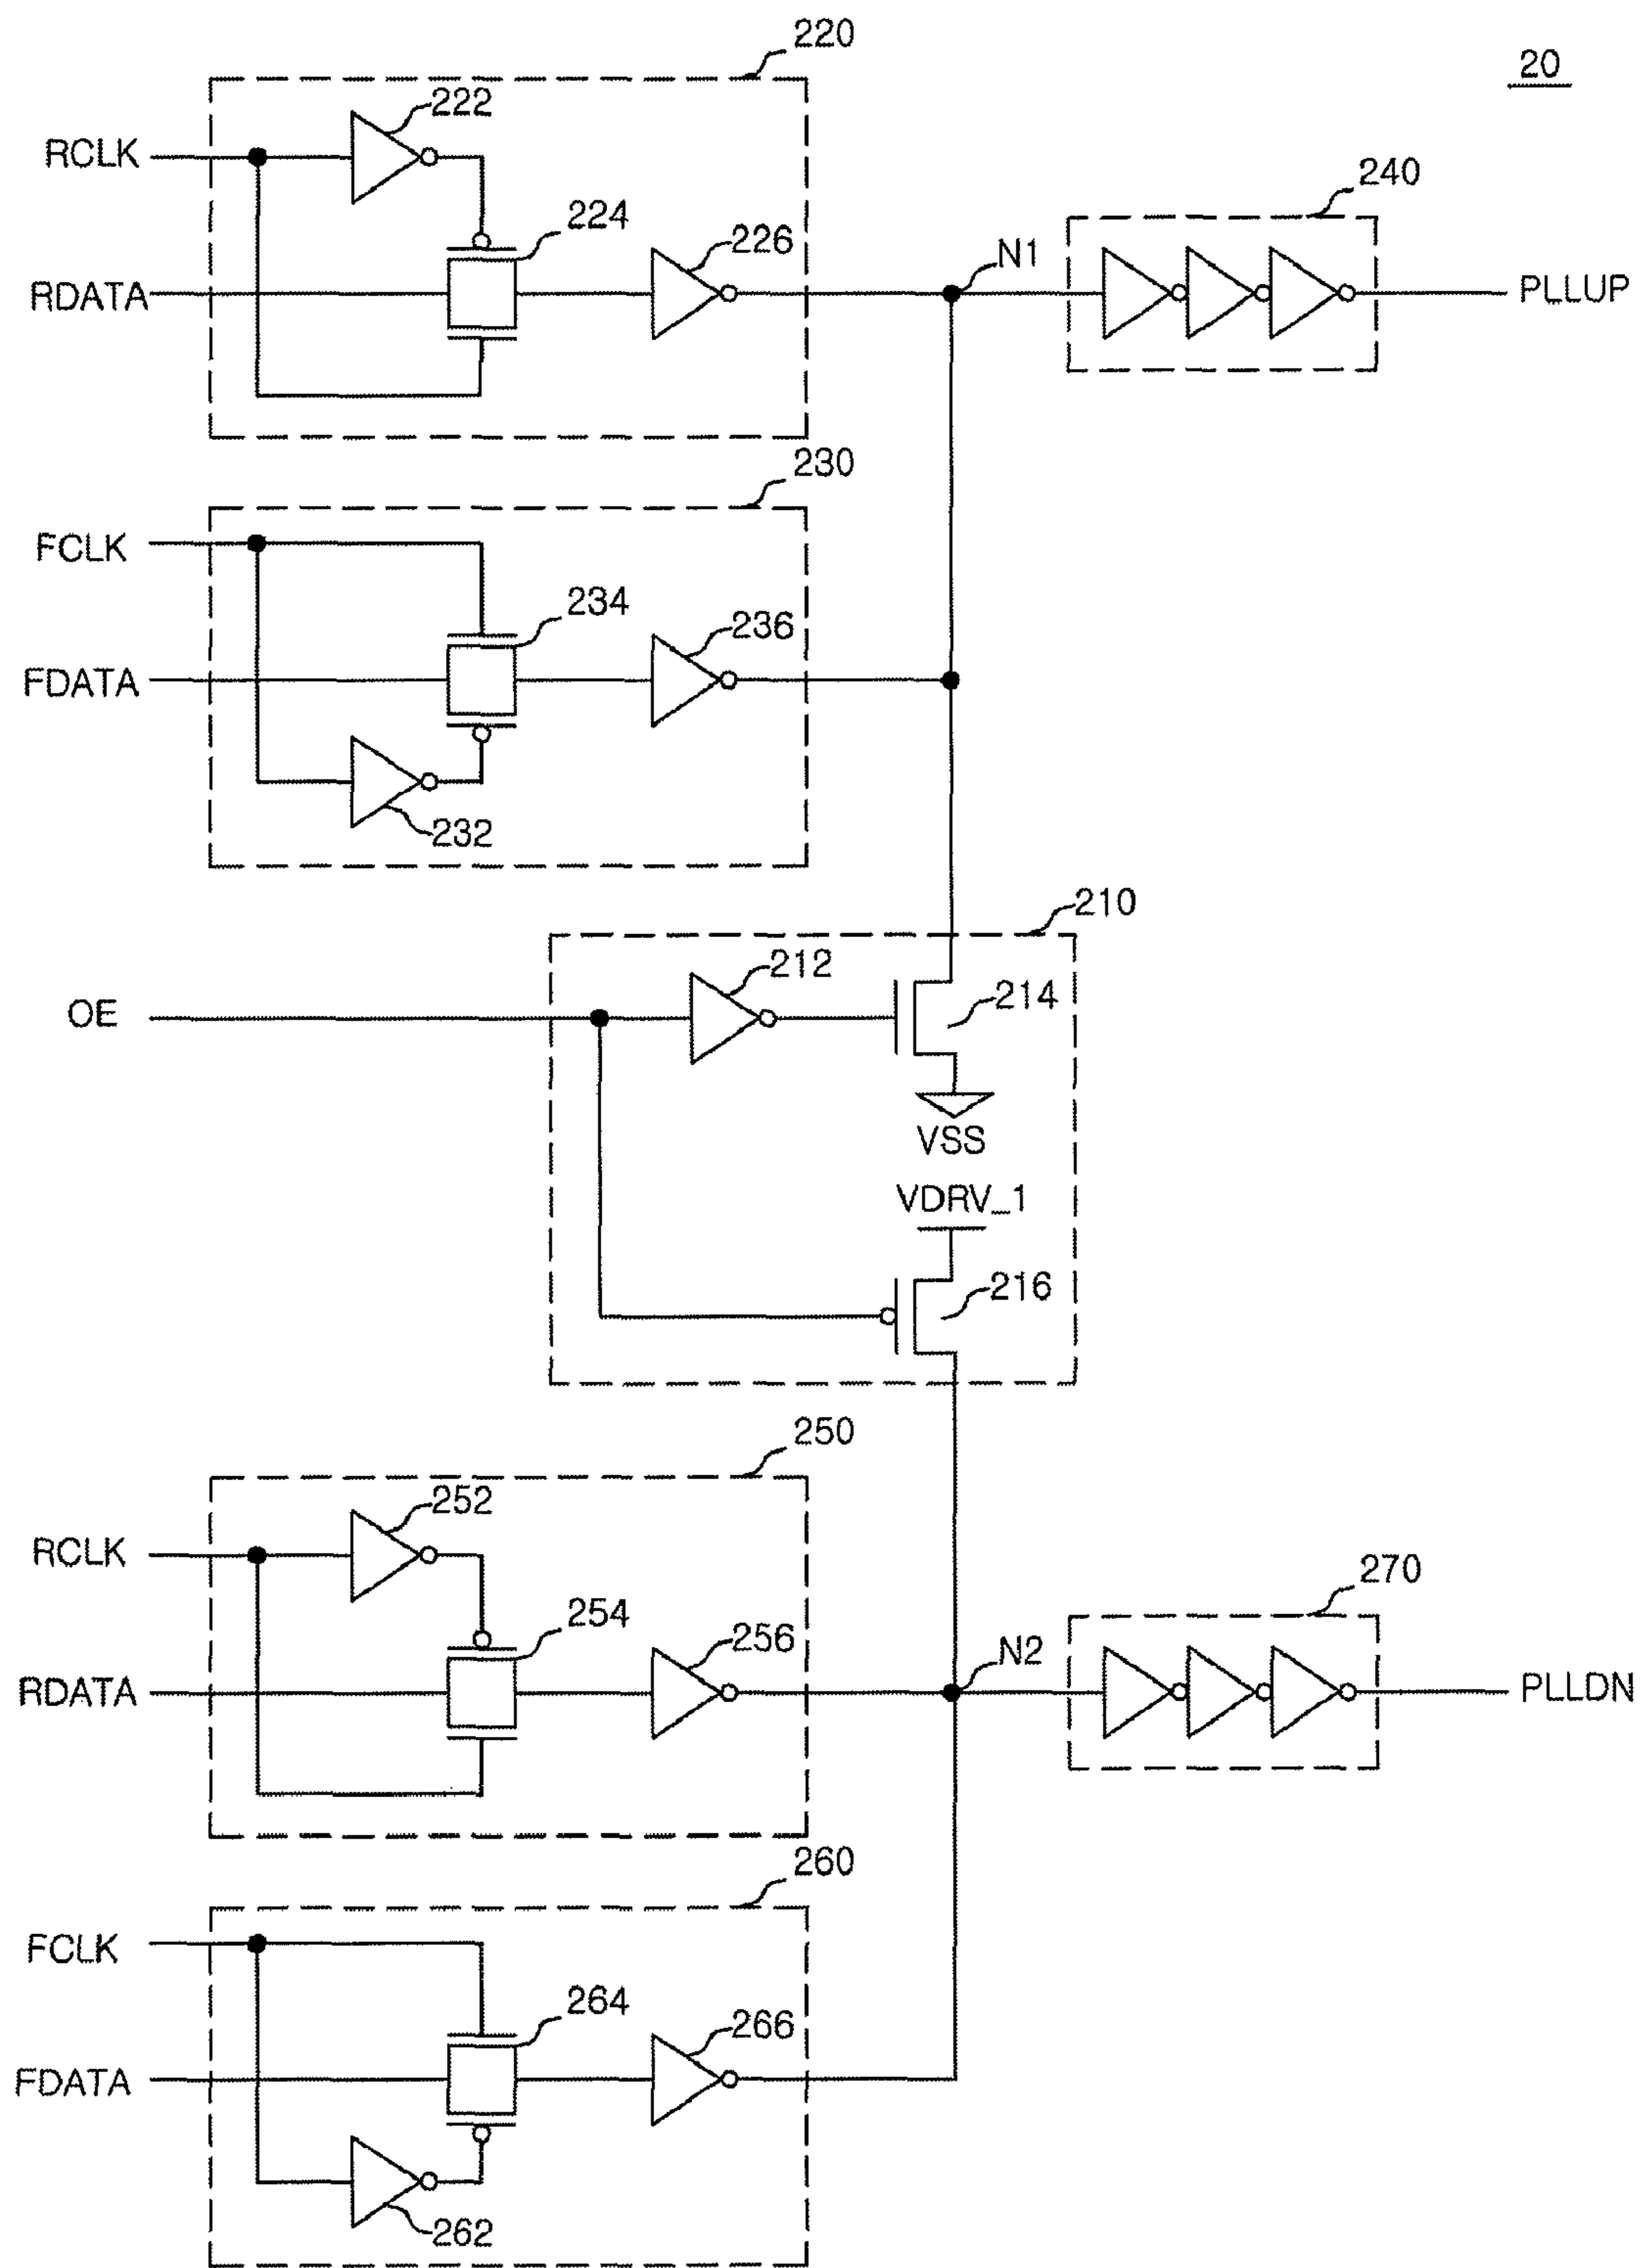 220
20
222
RCLK
240
224
226
N1
RDATA
PLLUP
230
FCLK
234
236
FDATA
232
210
212
OE
214
VSS
VDRV_1
216
250
252
RCLK
270
254
256
N2
RDATA
PLLDN
260
FCLK
264
266
FDATA
262